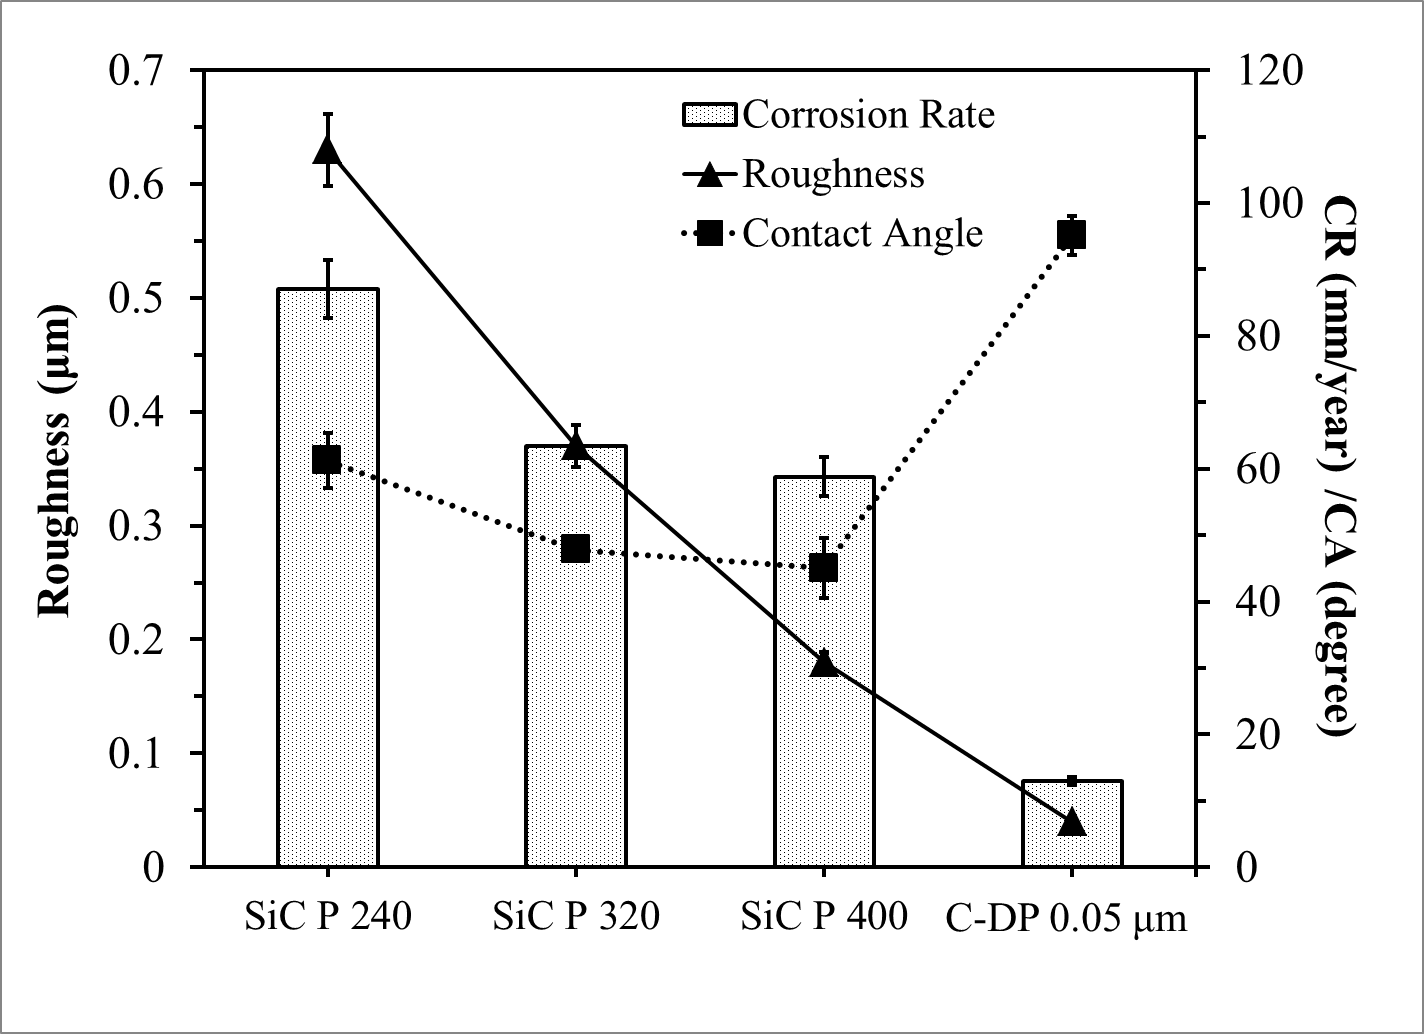 Corrosion Rate
Roughness
Contact Angle
Roughness (μm)
0.7
0.6
0.5
0.4
0.3
0.2
0.1
0
120
100
80
60
40
20
0
CR (mm/year) /CA (degree)
SiC P 240
SiC P 320
SiC P 400
C-DP 0.05 μm